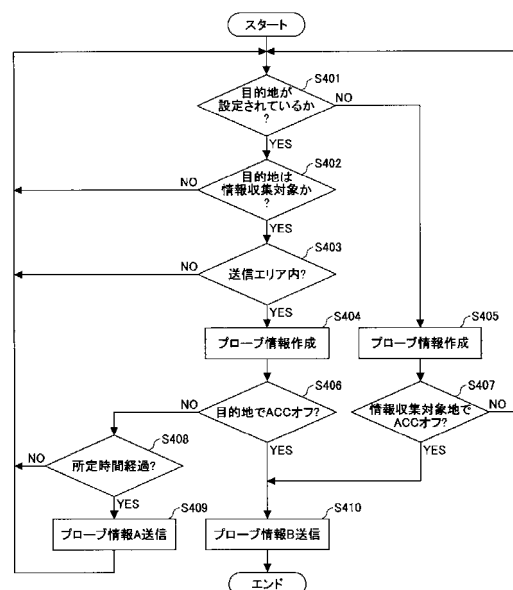 スタート
S401
目的地が
設定されているか
?
NO
YES
S402
目的地は
情報収集対象か
?
NO
YES
S403
送信エリア内?
NO
YES
S404
プローブ情報作成
S405
プローブ情報作成
S406
目的地でACCオフ?
NO
YES
S407
情報収集対象地で
ACCオフ?
NO
YES
S408
所定時間経過?
NO
YES
S409
プローブ情報A送信
S410
プローブ情報B送信
エンド